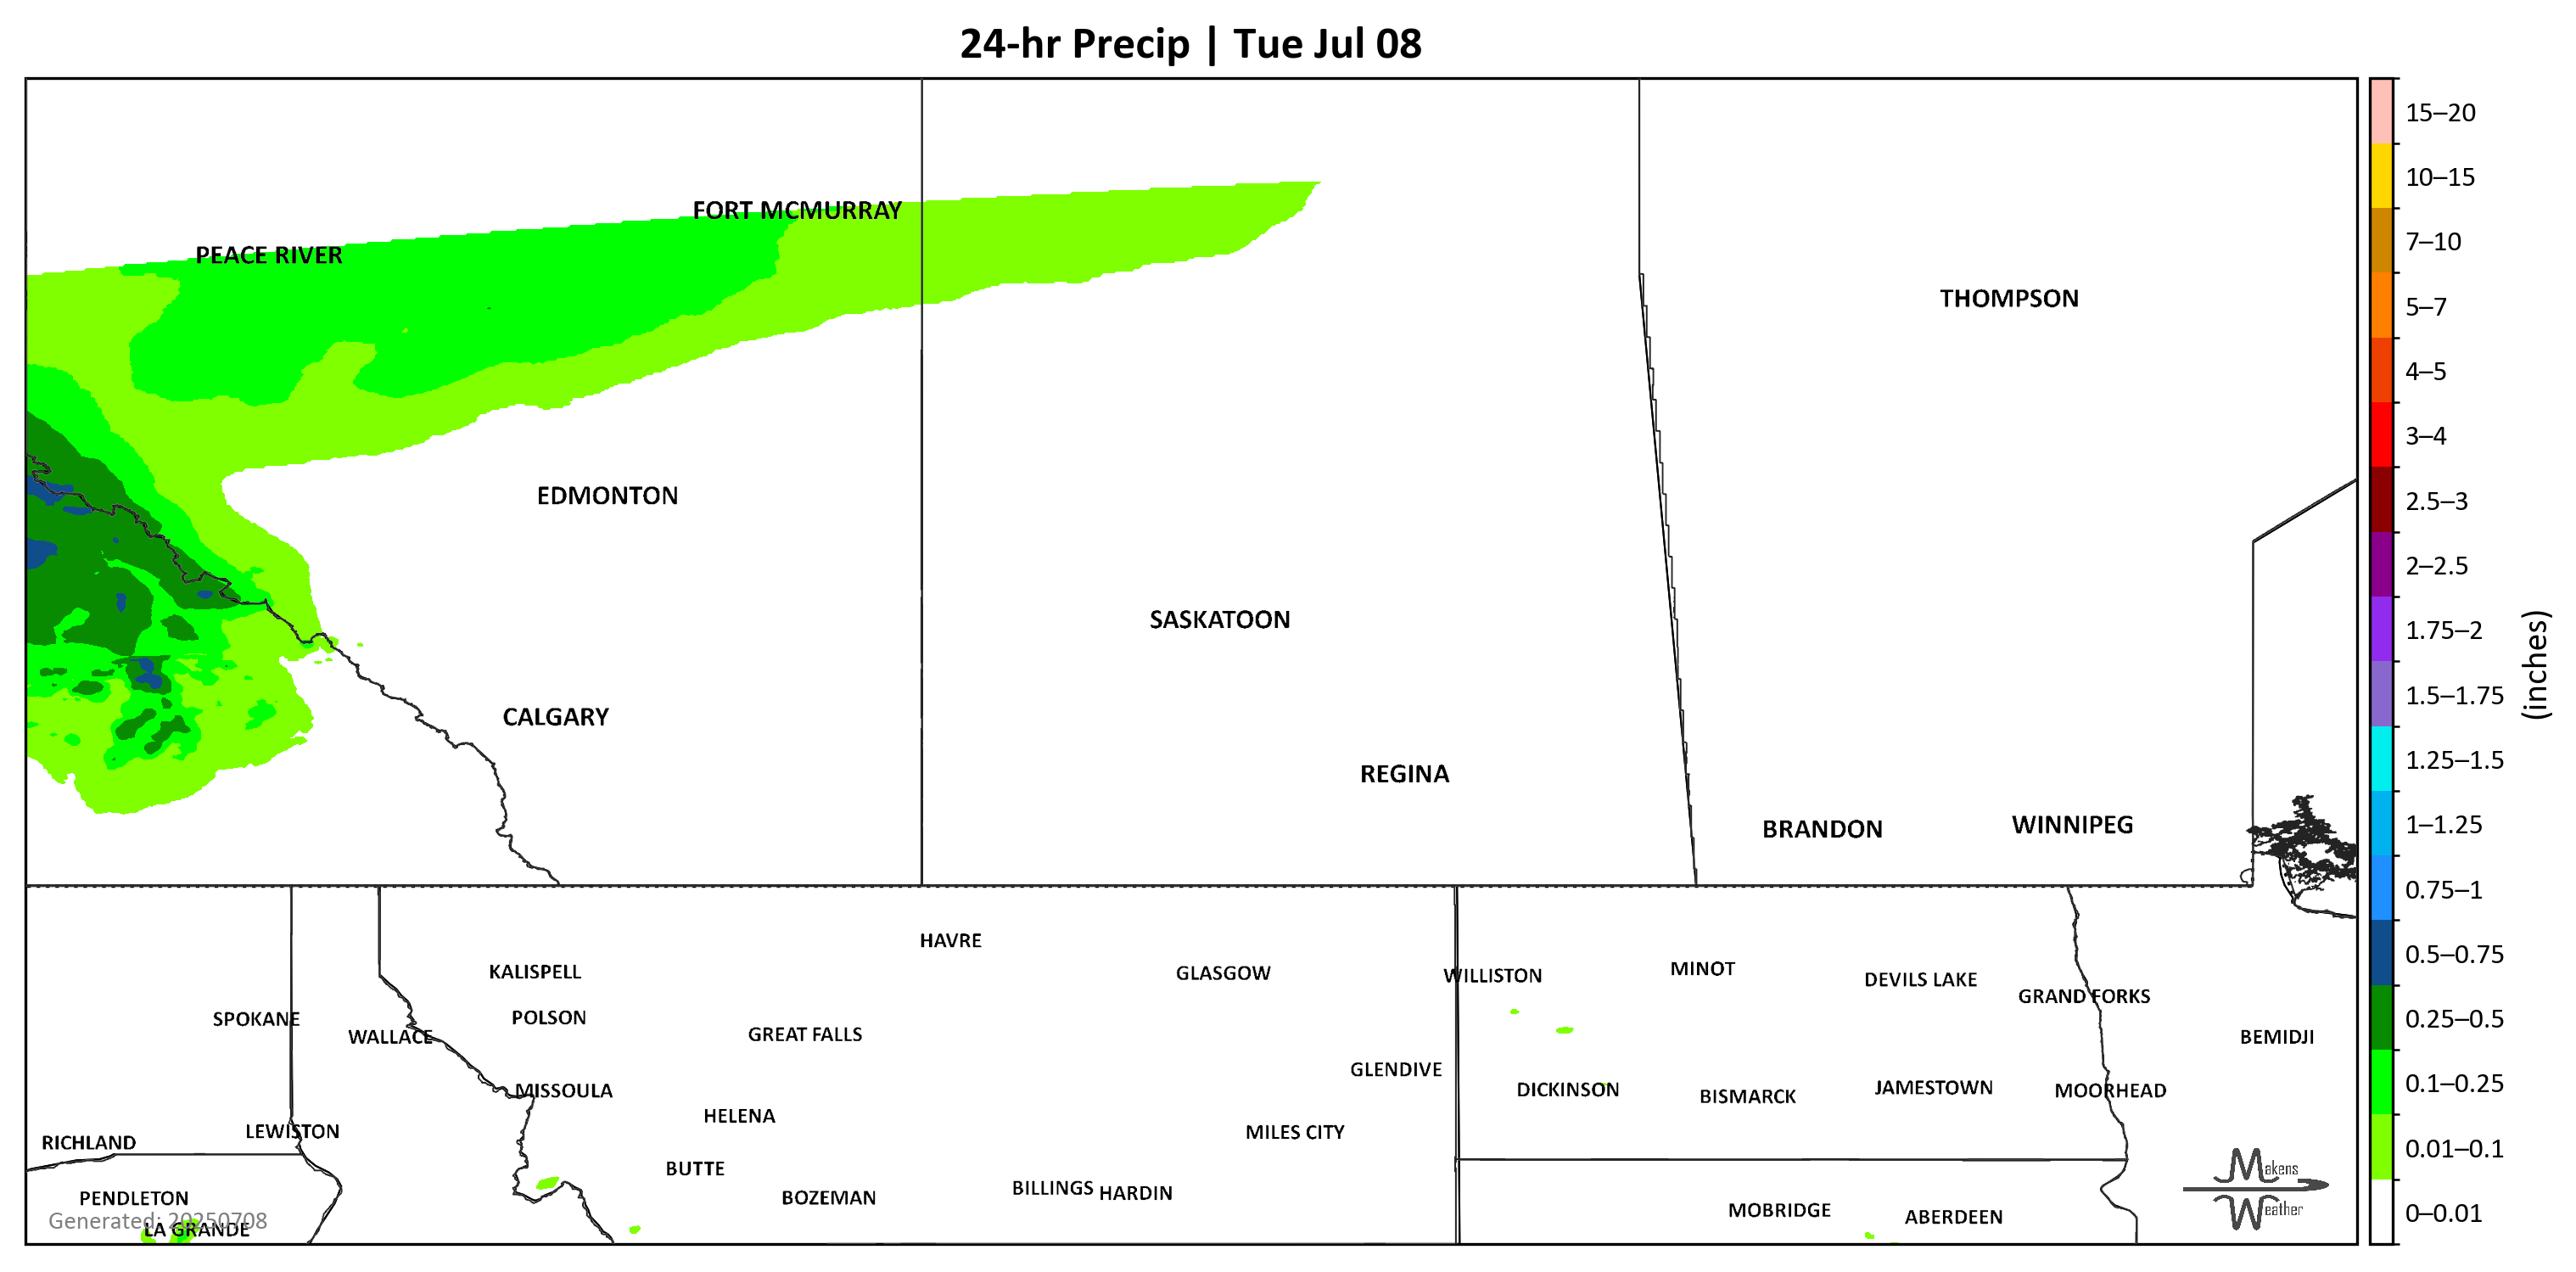 24-hr Precip | Tue Jul 08
FORT MCMURRAY
PEACE RIVER
THOMPSON
EDMONTON
SASKATOON
CALGARY
REGINA
BRANDON
WINNIPEG
HAVRE
KALISPELL
GLASGOW
WILLISTON
MINOT
DEVILS LAKE
GRAND FORKS
SPOKANE
POLSON
WALLACE
GREAT FALLS
BEMIDJI
GLENDIVE
MISSOULA
DICKINSON
BISMARCK
JAMESTOWN
MOORHEAD
HELENA
LEWISTON
MILES CITY
RICHLAND
BUTTE
PENDLETON
BOZEMAN
BILLINGS
HARDIN
MOBRIDGE
ABERDEEN
Generated: 20250708
LA GRANDE
Makens
Weather
15–20
10–15
7–10
5–7
4–5
3–4
2.5–3
2–2.5
1.75–2
1.5–1.75
1.25–1.5
1–1.25
0.75–1
0.5–0.75
0.25–0.5
0.1–0.25
0.01–0.1
0–0.01
(inches)